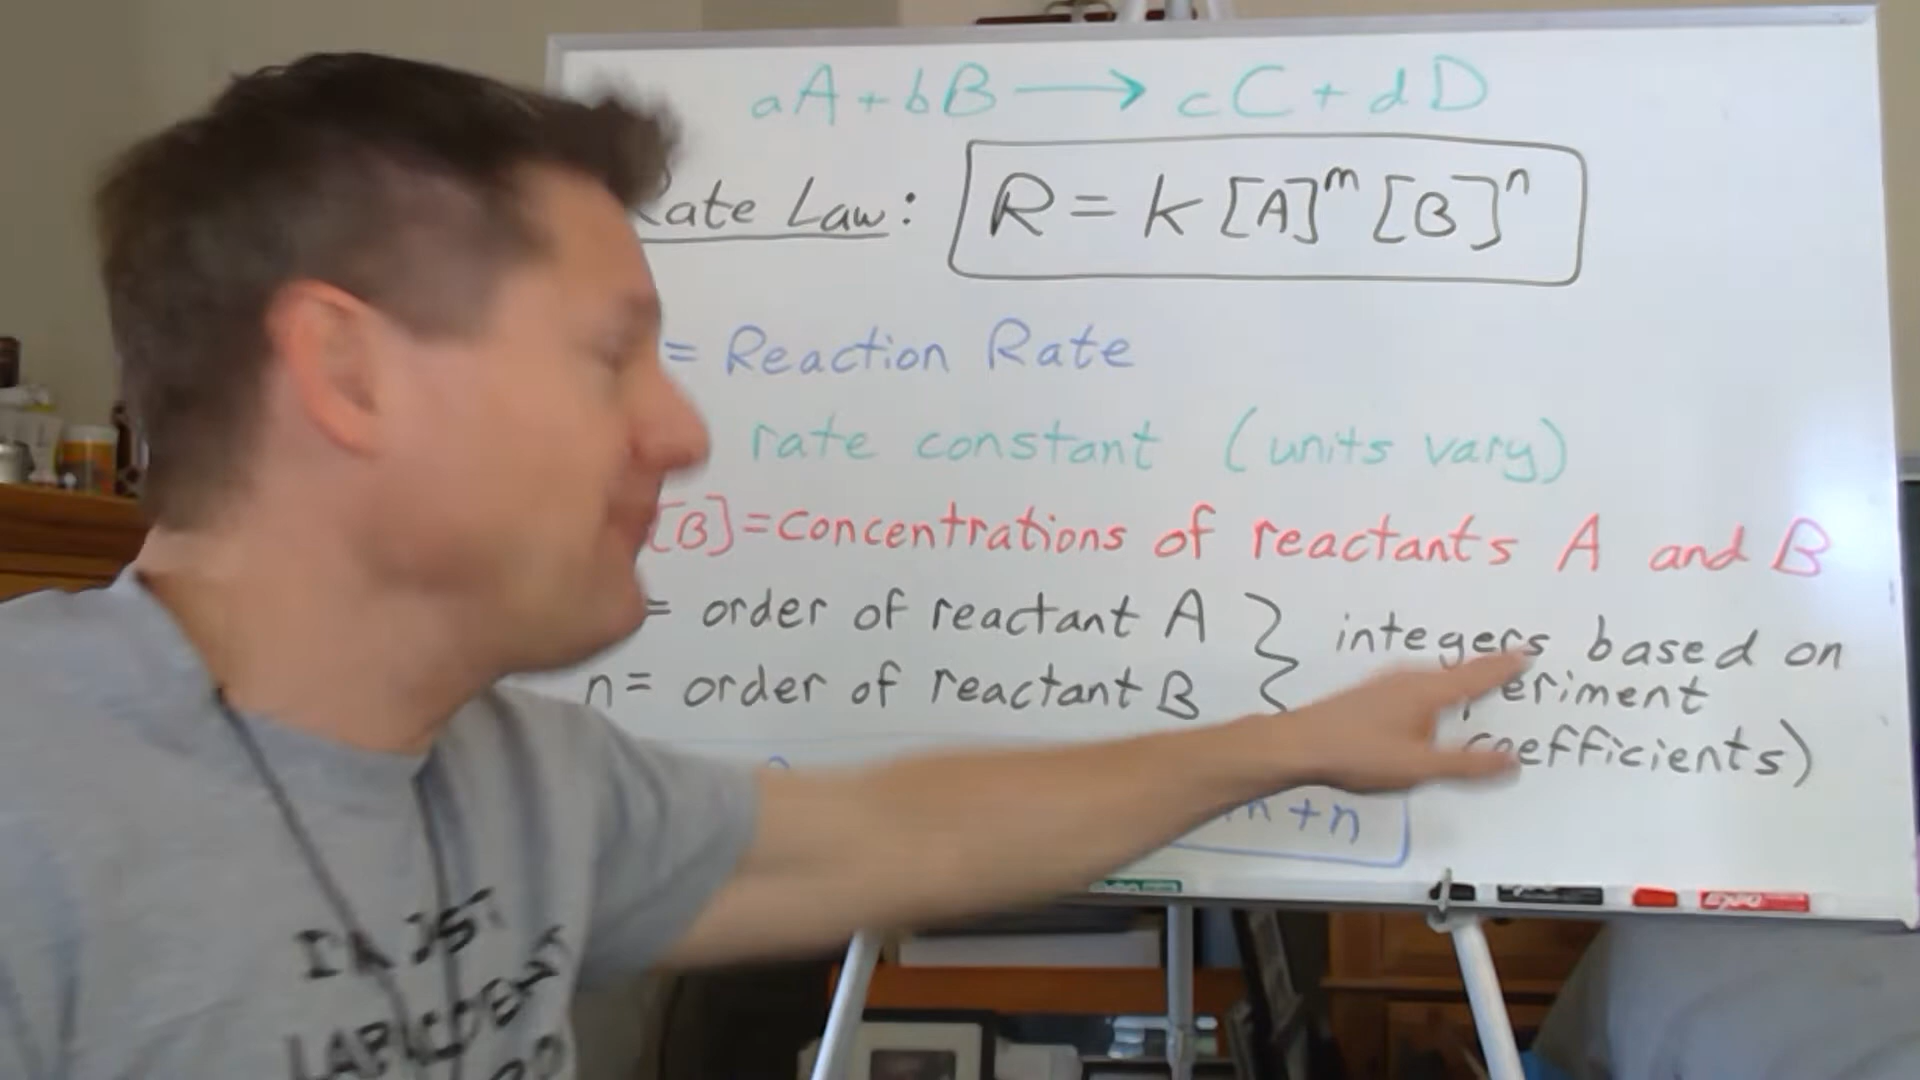 aA + bB → cC + dD
Rate Law: R = k [A]ᵐ [B]ⁿ
= Reaction Rate
rate constant (units vary)
[B] = concentrations of reactants A and B
= order of reactant A } integers based on
n = order of reactant B
coefficients)
m + n
I'M JST